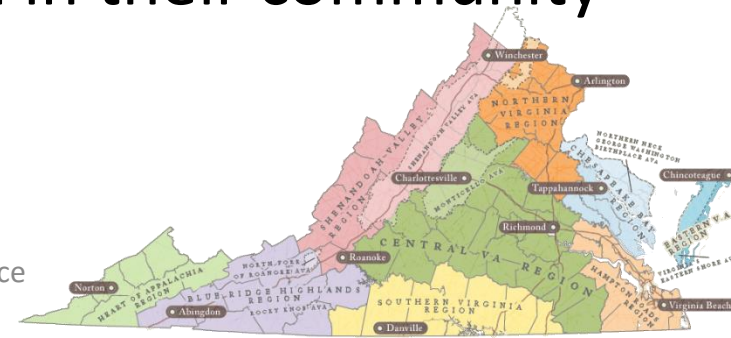 in their community
Winchester
Arlington
NORTHERN
VIRGINIA
REGION
SHENANDOAH VALLEY
REGION
SHENANDOAH VALLEY AVA
NORTHERN NECK
GEORGE WASHINGTON
BIRTHPLACE AVA
CHESAPEAKE BAY
REGION
Chincoteague
Charlottesville
MONTICELLO AVA
Tappahannock
EASTERN VA
REGION
Richmond
CENTRAL VA REGION
VIRGINIA
EASTERN SHORE AVA
Roanoke
NORTH FORK
OF ROANOKE AVA
ce
HEART OF APPALACHIA
REGION
Norton
BLUE RIDGE HIGHLANDS
REGION
ROCKY KNOB AVA
HAMPTON ROADS
REGION
SOUTHERN VIRGINIA
REGION
Virginia Beach
Abingdon
Danville